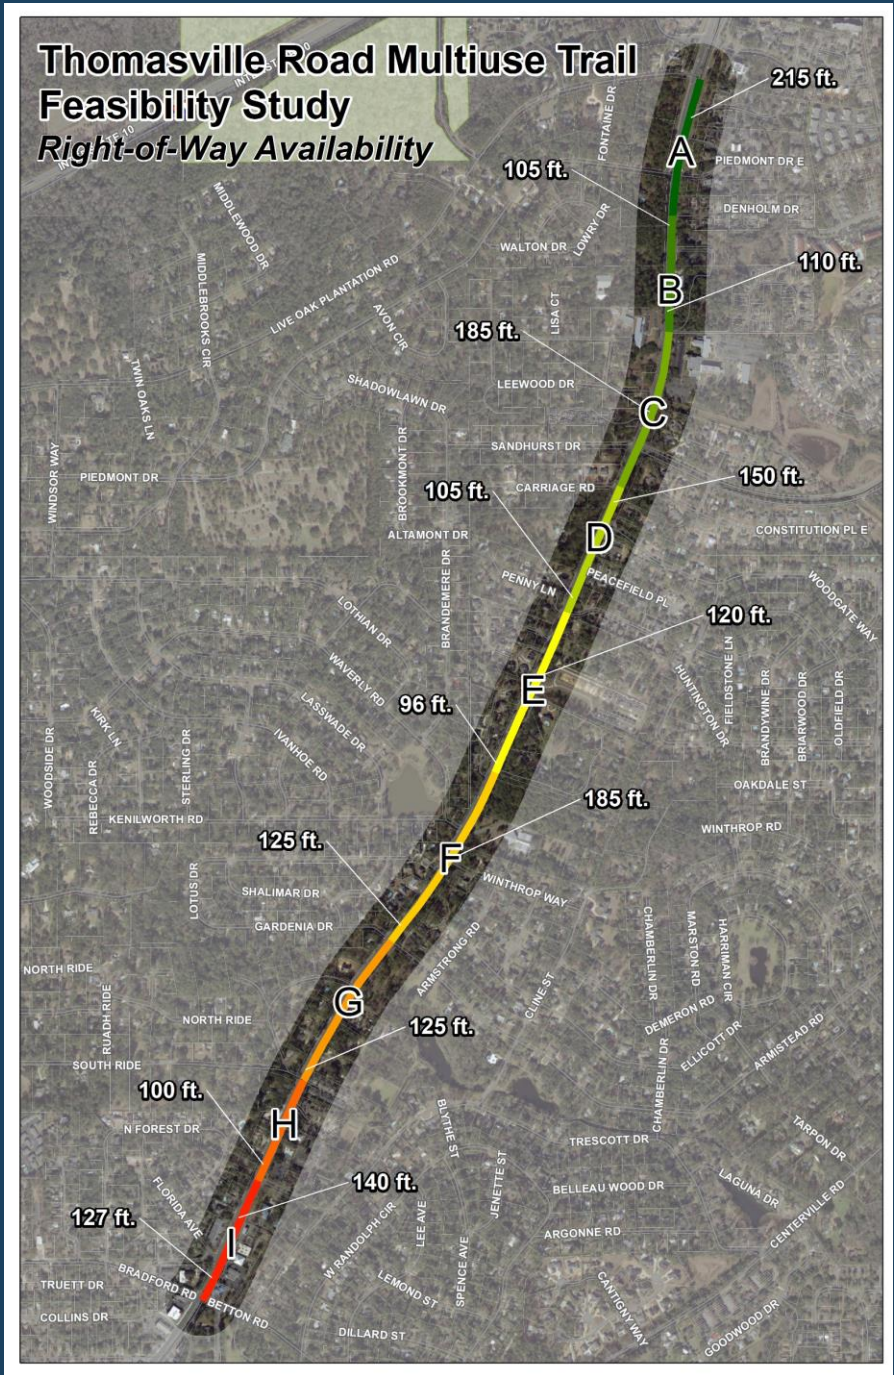 Thomasville Road Multiuse Trail
Feasibility Study
Right-of-Way Availability
INTERSTATE 10
INTERSTATE 10
215 ft.
FONTAINE DR
A
PIEDMONT DR E
105 ft.
MIDDLEWOOD DR
DENHOLM DR
LOWRY DR
WALTON DR
LIVE OAK PLANTATION RD
MIDDLEBROOKS CIR
110 ft.
B
LISA CT
AVON CIR
185 ft.
TWIN OAKS LN
SHADOWLAWN DR
LEEWOOD DR
C
SANDHURST DR
WINDSOR WAY
PIEDMONT DR
BROOKMONT DR
150 ft.
105 ft.
CARRIAGE RD
CONSTITUTION PL E
ALTAMONT DR
D
PENNY LN
PEACEFIELD PL
BRANDEMERE DR
WOODGATE WAY
LOTHIAN DR
120 ft.
WAVERLY RD
E
HUNTINGTON DR
FIELDSTONE LN
BRANDYWINE DR
BRIARWOOD DR
OLDFIELD DR
96 ft.
LASSWADE DR
KIRK LN
IVANHOE RD
WOODSIDE DR
REBECCA DR
STERLING DR
OAKDALE ST
185 ft.
KENILWORTH RD
WINTHROP RD
125 ft.
F
LOTUS DR
SHALIMAR DR
WINTHROP WAY
GARDENIA DR
CHAMBERLIN DR
MARSTON RD
HARRIMAN CIR
NORTH RIDE
ARMSTRONG RD
CLINE ST
G
RUADH RIDE
NORTH RIDE
125 ft.
DEMERON RD
ELLICOTT DR
ARMISTEAD RD
SOUTH RIDE
CHAMBERLIN DR
100 ft.
N FOREST DR
H
BLYTHE ST
TRESCOTT DR
TARPON DR
FLORIDA AVE
140 ft.
JENETTE ST
BELLEAU WOOD DR
LAGUNA DR
CENTERVILLE RD
127 ft.
I
W RANDOLPH CIR
LEE AVE
ARGONNE RD
TRUETT DR
BRADFORD RD
SPENCE AVE
LEMOND ST
CANTIGNY WAY
COLLINS DR
BETTON RD
DILLARD ST
GOODWOOD DR